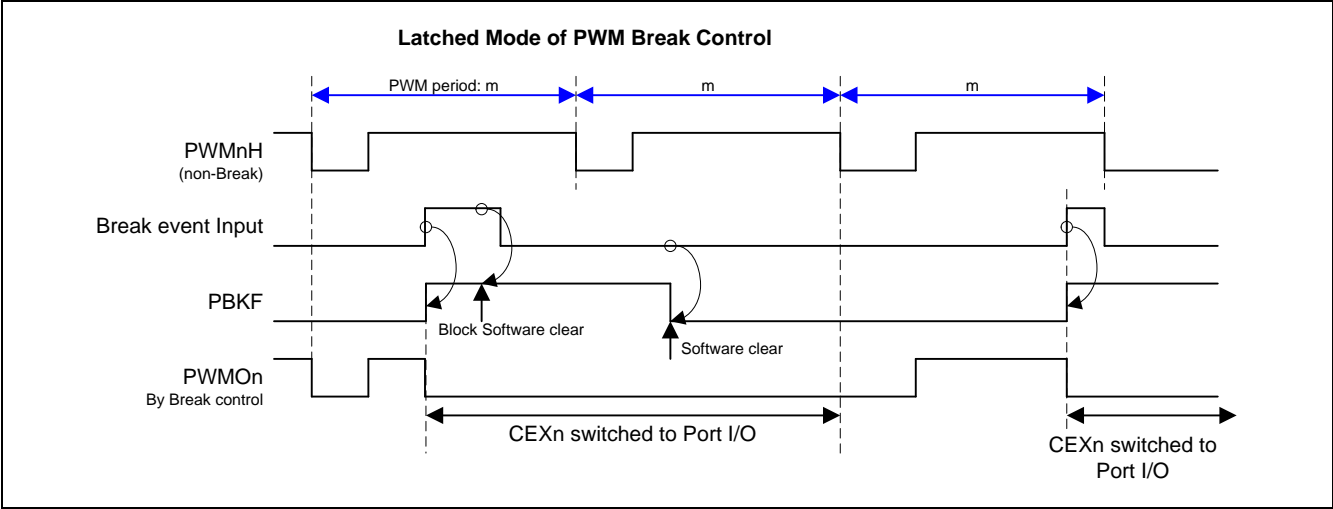 Latched Mode of PWM Break Control
PWM period: m
m
m
PWMnH
(non-Break)
Break event Input
PBKF
Block Software clear
Software clear
PWMOn
By Break control
CEXn switched to Port I/O
CEXn switched to
Port I/O